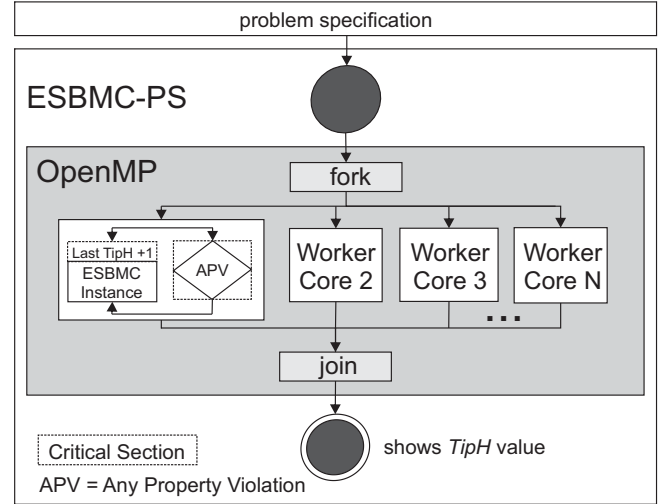 problem specification
ESBMC-PS
OpenMP
fork
Last TipH +1
ESBMC
Instance
APV
Worker
Core 2
Worker
Core 3
Worker
Core N
...
join
shows TipH value
Critical Section
APV = Any Property Violation